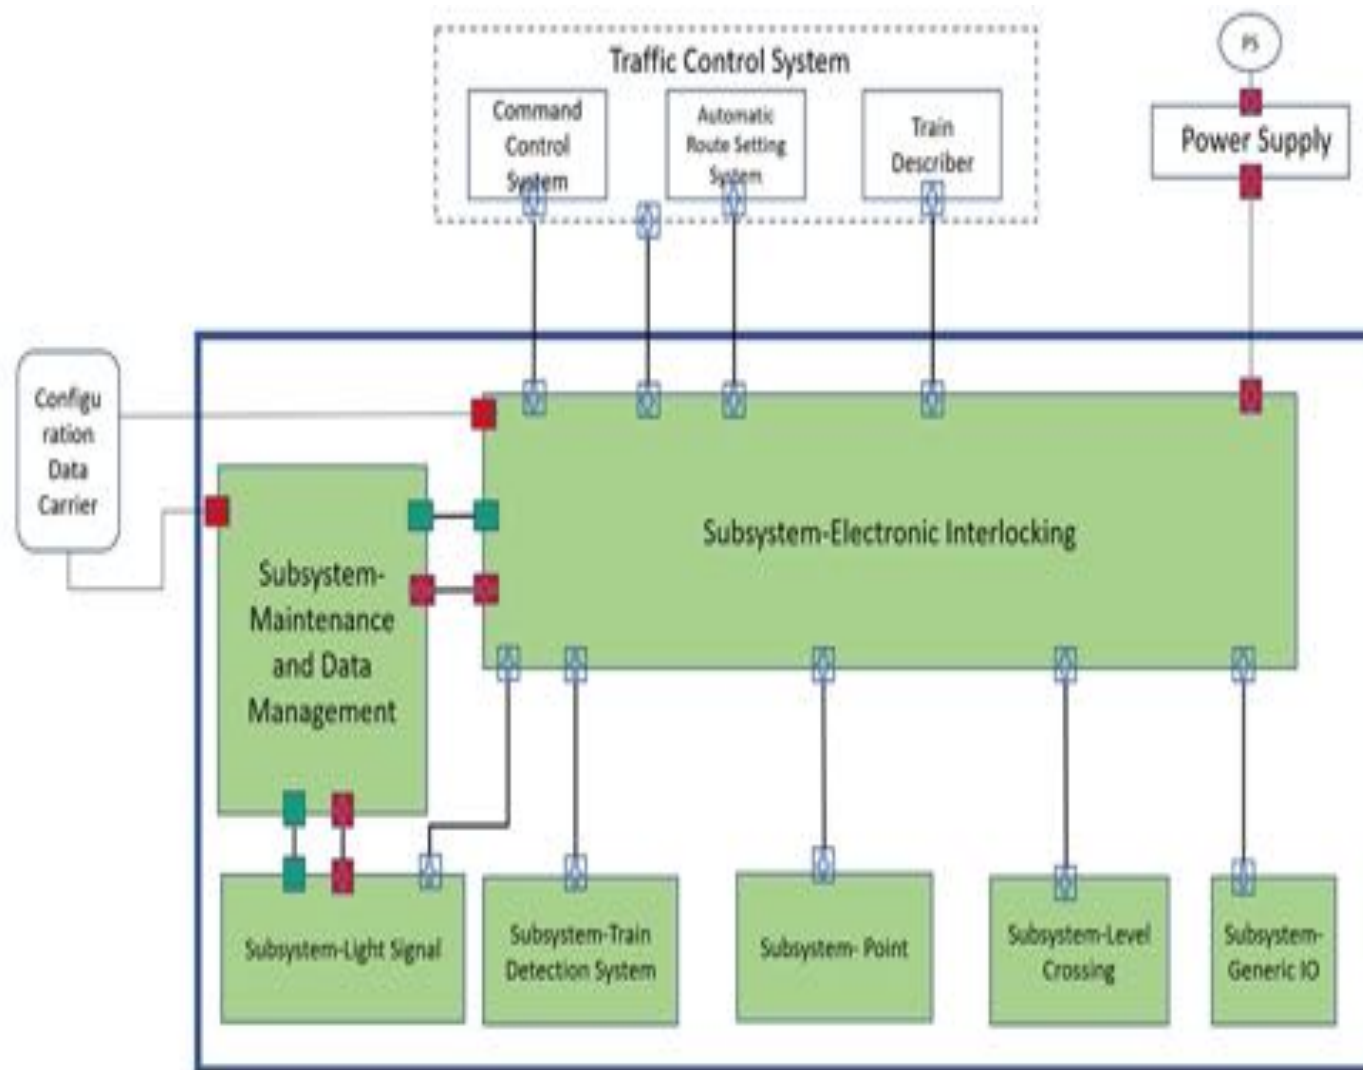 Traffic Control System
Command
Control
System
Automatic
Route Setting
System
Train
Describer
PS
Power Supply
Configu
ration
Data
Carrier
Subsystem-Electronic Interlocking
Subsystem-
Maintenance
and Data
Management
Subsystem-Light Signal
Subsystem-Train
Detection System
Subsystem- Point
Subsystem-Level
Crossing
Subsystem-
Generic IO